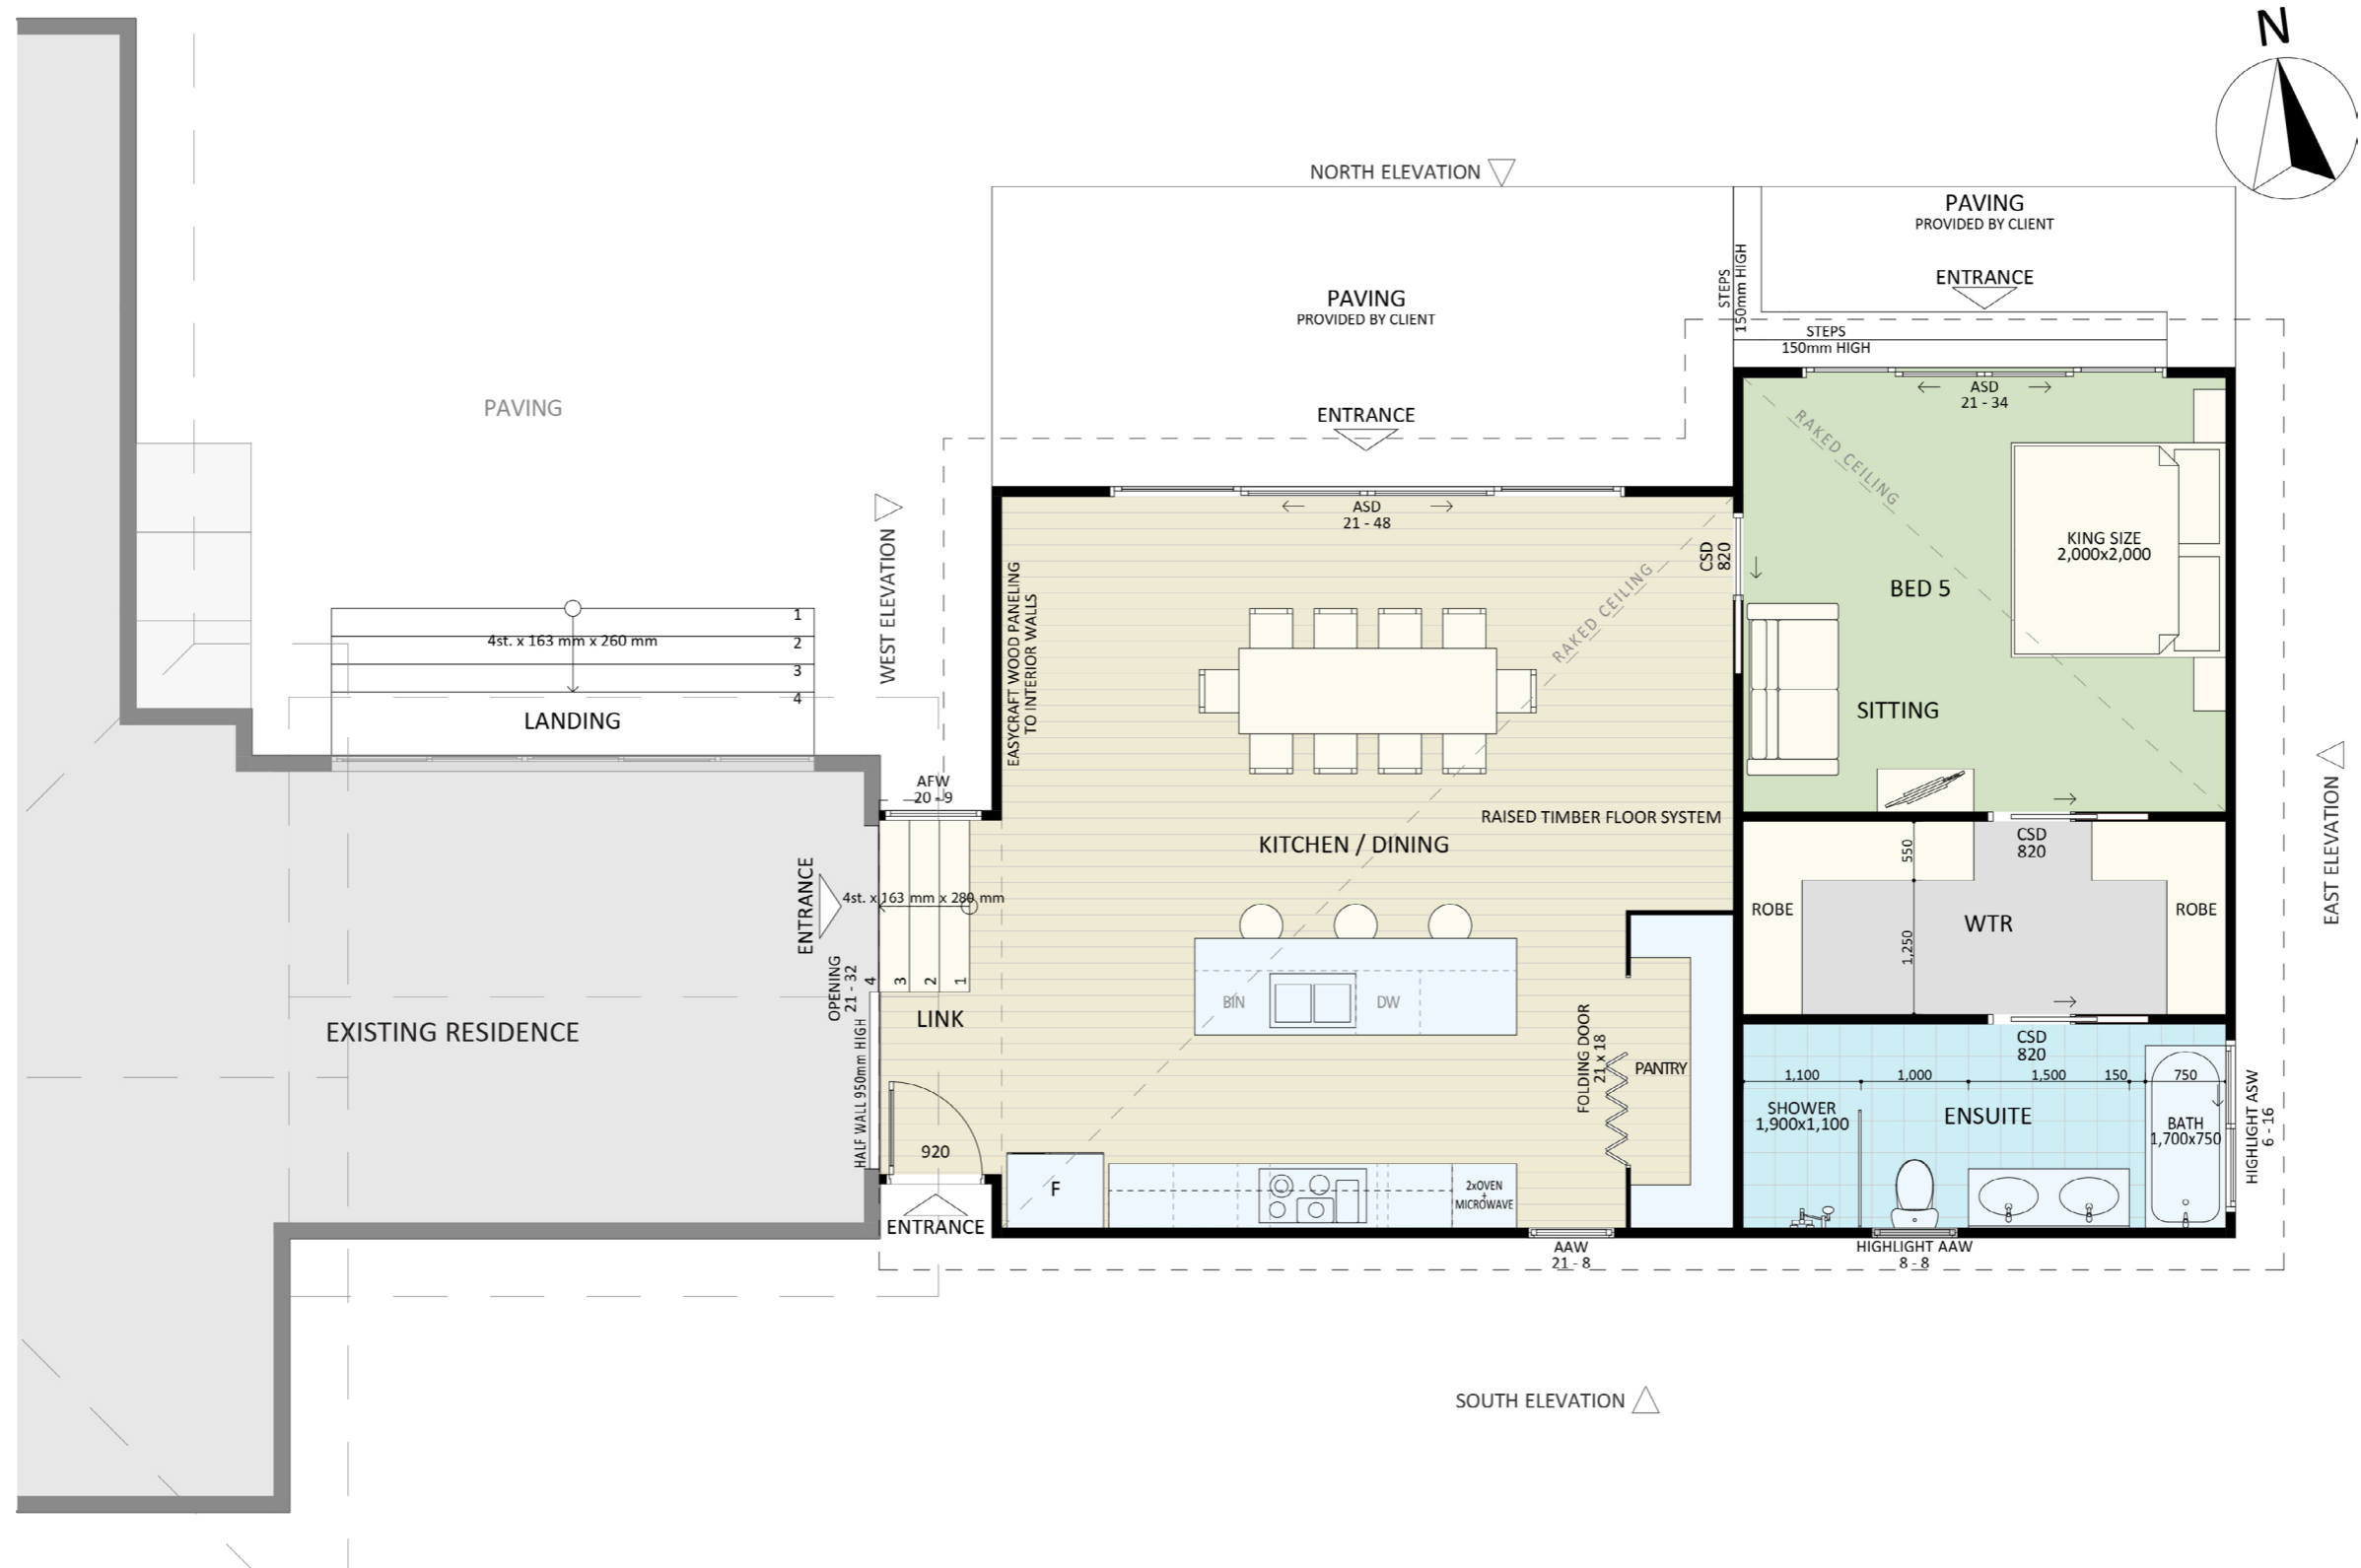 N
NORTH ELEVATION
PAVING
PROVIDED BY CLIENT
ENTRANCE
STEPS
150mm HIGH
PAVING
PROVIDED BY CLIENT
STEPS
150mm HIGH
ENTRANCE
PAVING
ASD
21 - 34
RAKED CEILING
ASD
21 - 48
WEST ELEVATION
EASYCRAFT WOOD PANELING
TO INTERIOR WALLS
CSD
820
KING SIZE
2,000x2,000
BED 5
RAKED CEILING
1
4st. x 163 mm x 260 mm
2
3
4
LANDING
SITTING
AFW
20 - 9
RAISED TIMBER FLOOR SYSTEM
KITCHEN / DINING
CSD
820
550
EAST ELEVATION
ENTRANCE
4st. x 163 mm x 280 mm
ROBE
WTR
ROBE
1,250
OPENING
21 - 32
4
3
2
1
LINK
BIN
DW
EXISTING RESIDENCE
HALF WALL 950mm HIGH
FOLDING DOOR
21 x 18
PANTRY
CSD
820
1,100
1,000
1,500
150
750
SHOWER
1,900x1,100
ENSUITE
BATH
1,700x750
HIGHLIGHT ASW
6 - 16
920
F
2xOVEN
+
MICROWAVE
ENTRANCE
AAW
21 - 8
HIGHLIGHT AAW
8 - 8
SOUTH ELEVATION